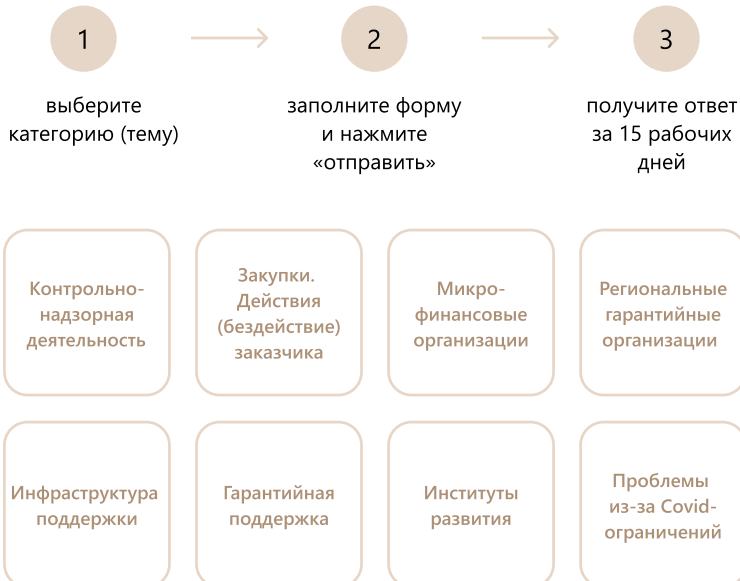 1
2
3
выберите
категорию (тему)
заполните форму
и нажмите
«отправить»
получите ответ
за 15 рабочих
дней
Контрольно-
надзорная
деятельность
Закупки.
Действия
(бездействие)
заказчика
Микро-
финансовые
организации
Региональные
гарантийные
организации
Инфраструктура
поддержки
Гарантийная
поддержка
Институты
развития
Проблемы
из-за Covid-
ограничений